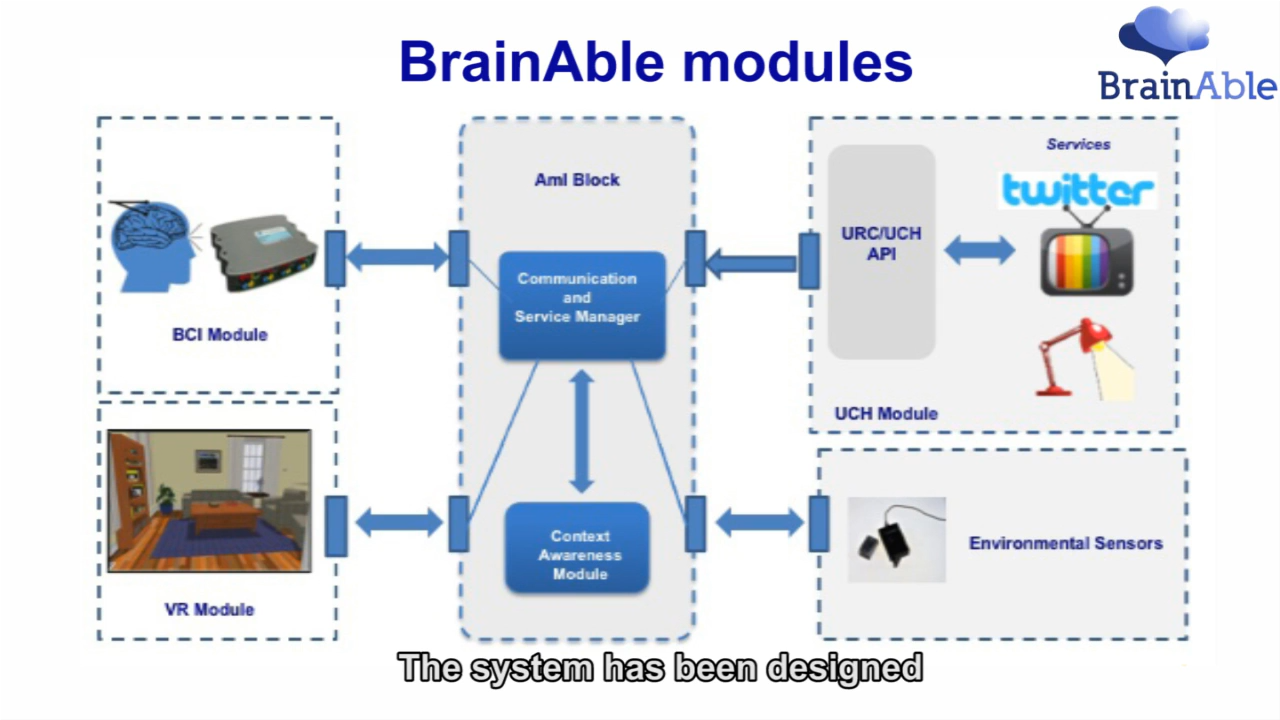 BrainAble modules
BrainAble
Services
AmI Block
twitter
URC/UCH
API
Communication
and
Service Manager
BCI Module
UCH Module
Context
Awareness
Module
Environmental Sensors
VR Module
The system has been designed